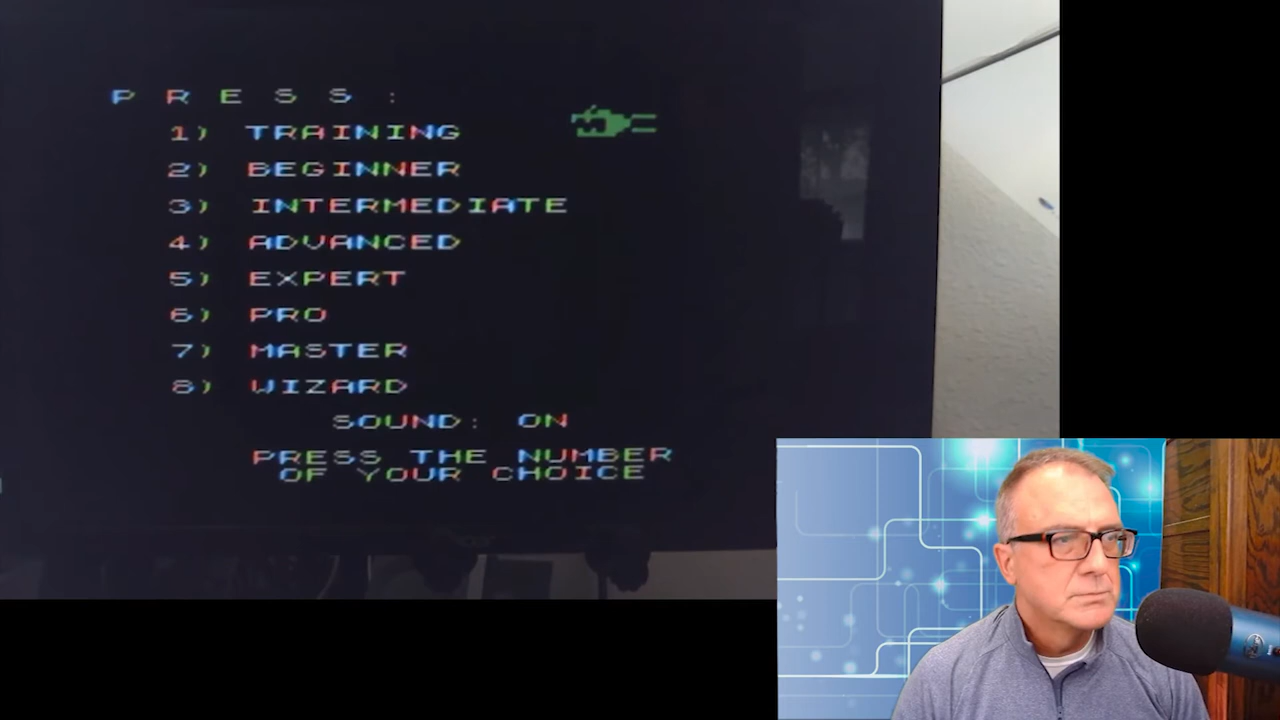 P R E S S :
1) TRAINING
2) BEGINNER
3) INTERMEDIATE
4) ADVANCED
5) EXPERT
6) PRO
7) MASTER
8) WIZARD
SOUND: ON
PRESS THE NUMBER
OF YOUR CHOICE